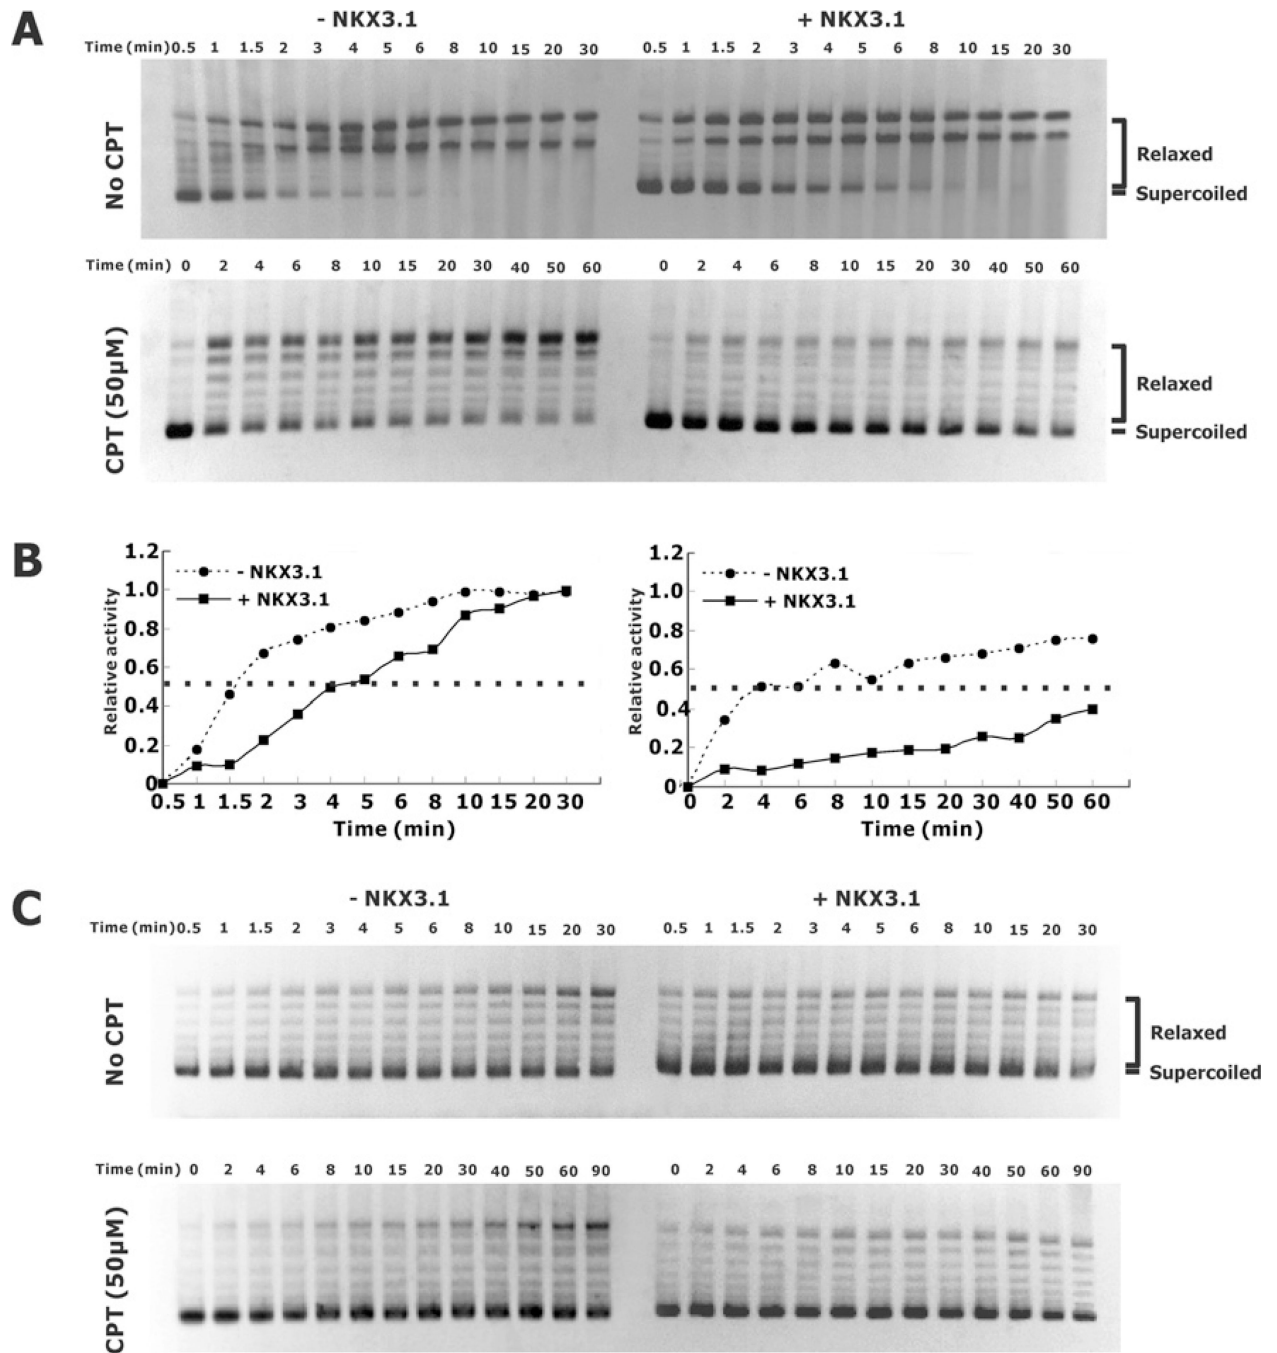 A
- NKX3.1 + NKX3.1
Time (min) 0.5 1 1.5 2 3 4 5 6 8 10 15 20 30 0.5 1 1.5 2 3 4 5 6 8 10 15 20 30
No CPT
Relaxed
Supercoiled
Time (min) 0 2 4 6 8 10 15 20 30 40 50 60 0 2 4 6 8 10 15 20 30 40 50 60
CPT (50μM)
Relaxed
Supercoiled
B
1.2
1.0
0.8
0.6
0.4
0.2
0
Relative activity
- NKX3.1
+ NKX3.1
0.5 1 1.5 2 3 4 5 6 8 10 15 20 30
Time (min)
1.2
1.0
0.8
0.6
0.4
0.2
0
Relative activity
- NKX3.1
+ NKX3.1
0 2 4 6 8 10 15 20 30 40 50 60
Time (min)
C
- NKX3.1 + NKX3.1
Time (min) 0.5 1 1.5 2 3 4 5 6 8 10 15 20 30 0.5 1 1.5 2 3 4 5 6 8 10 15 20 30
No CPT
Relaxed
Supercoiled
Time (min) 0 2 4 6 8 10 15 20 30 40 50 60 90 0 2 4 6 8 10 15 20 30 40 50 60 90
CPT (50μM)